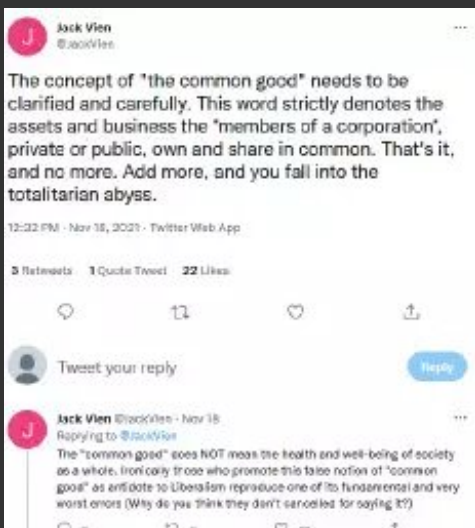 J
Jack Vien
@JackVien
The concept of "the common good" needs to be
clarified and carefully. This word strictly denotes the
assets and business the "members of a corporation",
private or public, own and share in common. That's it,
and no more. Add more, and you fall into the
totalitarian abyss.
12:22 PM · Nov 18, 2021 · Twitter Web App
3 Retweets 1 Quote Tweet 22 Likes
Tweet your reply
Reply
J
Jack Vien @JackVien · Nov 18
Replying to @JackVien
The "common good" does NOT mean the health and well-being of society
as a whole. Ironically those who promote this false notion of "common
good" as antidote to Liberalism reproduce one of its fundamental and very
worst errors (Why do you think they don't cancelled for saying it?)